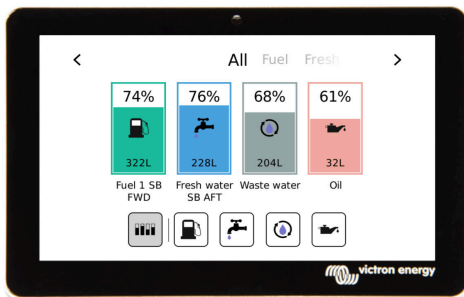 All Fuel Fresh
74% 76% 68% 61%
322L 228L 204L 32L
Fuel 1 SB Fresh water Waste water Oil
FWD SB AFT
victron energy